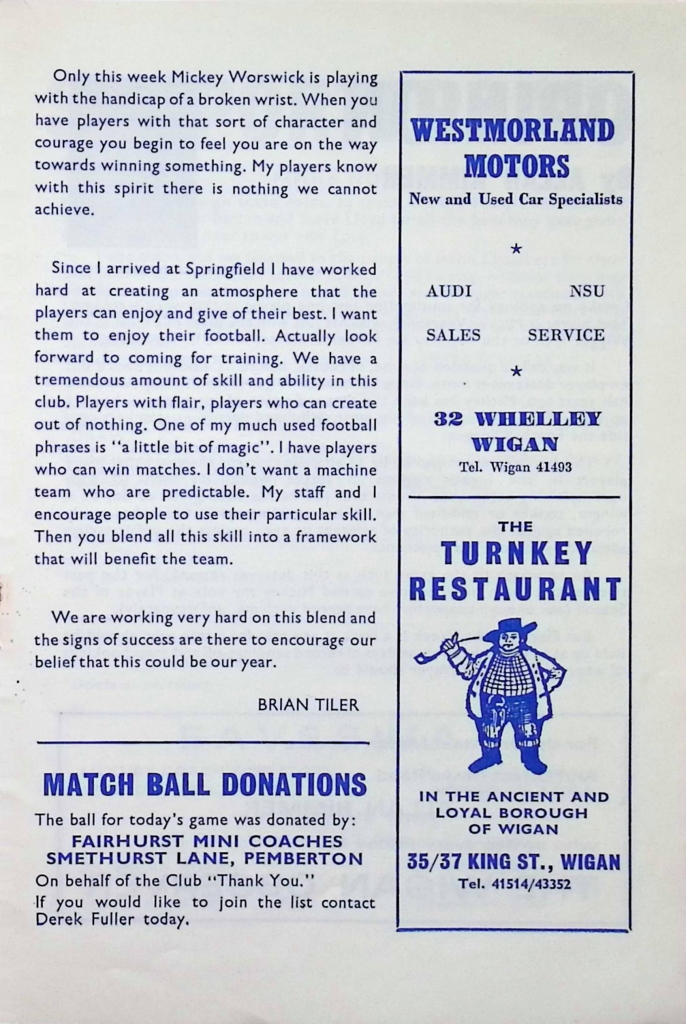 Only this week Mickey Worswick is playing
with the handicap of a broken wrist. When you
have players with that sort of character and
courage you begin to feel you are on the way
towards winning something. My players know
with this spirit there is nothing we cannot
achieve.
Since I arrived at Springfield I have worked
hard at creating an atmosphere that the
players can enjoy and give of their best. I want
them to enjoy their football. Actually look
forward to coming for training. We have a
tremendous amount of skill and ability in this
club. Players with flair, players who can create
out of nothing. One of my much used football
phrases is "a little bit of magic". I have players
who can win matches. I don't want a machine
team who are predictable. My staff and I
encourage people to use their particular skill.
Then you blend all this skill into a framework
that will benefit the team.
We are working very hard on this blend and
the signs of success are there to encourage our
belief that this could be our year.
BRIAN TILER
MATCH BALL DONATIONS
The ball for today's game was donated by:
FAIRHURST MINI COACHES
SMETHURST LANE, PEMBERTON
On behalf of the Club "Thank You."
If you would like to join the list contact
Derek Fuller today.
WESTMORLAND
MOTORS
New and Used Car Specialists
AUDI NSU
SALES SERVICE
32 WHELLEY
WIGAN
Tel. Wigan 41493
THE
TURNKEY
RESTAURANT
IN THE ANCIENT AND
LOYAL BOROUGH
OF WIGAN
35/37 KING ST., WIGAN
Tel. 41514/43352